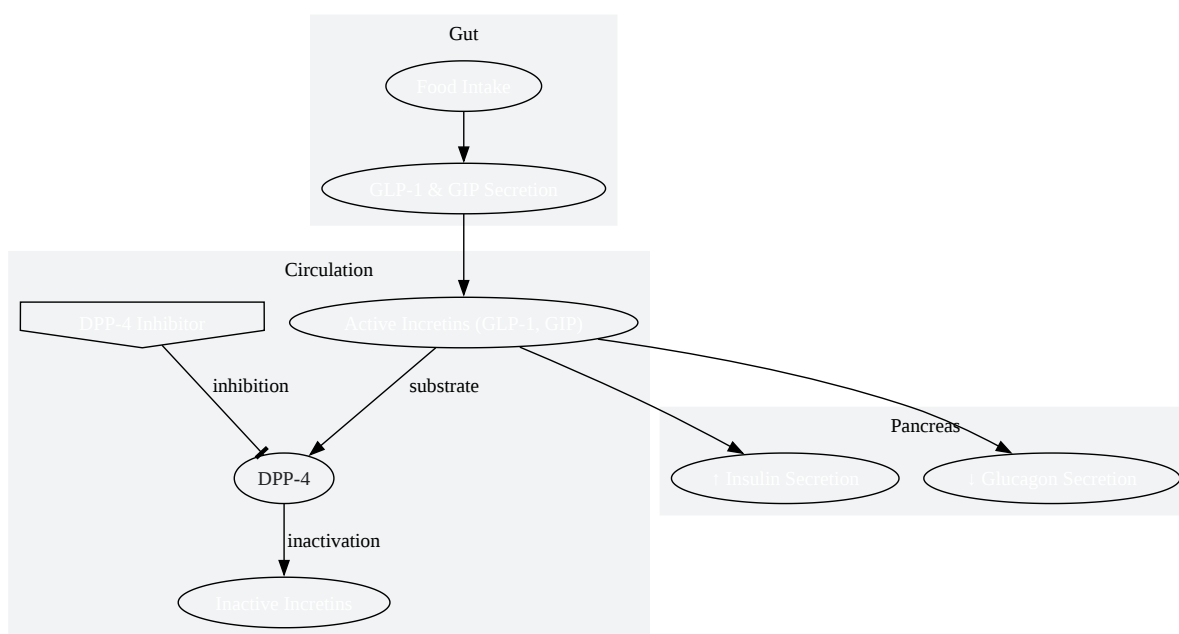 Gut
Food Intake
GLP-1 & GIP Secretion
Circulation
DPP-4 Inhibitor
Active Incretins (GLP-1, GIP)
inhibition
substrate
Pancreas
DPP-4
↑ Insulin Secretion
↓ Glucagon Secretion
inactivation
Inactive Incretins